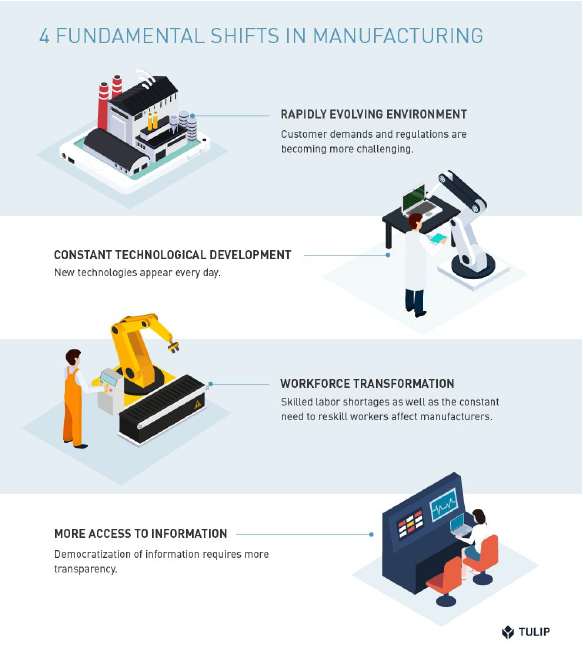 4 FUNDAMENTAL SHIFTS IN MANUFACTURING
RAPIDLY EVOLVING ENVIRONMENT
Customer demands and regulations are
becoming more challenging.
CONSTANT TECHNOLOGICAL DEVELOPMENT
New technologies appear every day.
WORKFORCE TRANSFORMATION
Skilled labor shortages as well as the constant
need to reskill workers affect manufacturers.
MORE ACCESS TO INFORMATION
Democratization of information requires more
transparency.
TULIP